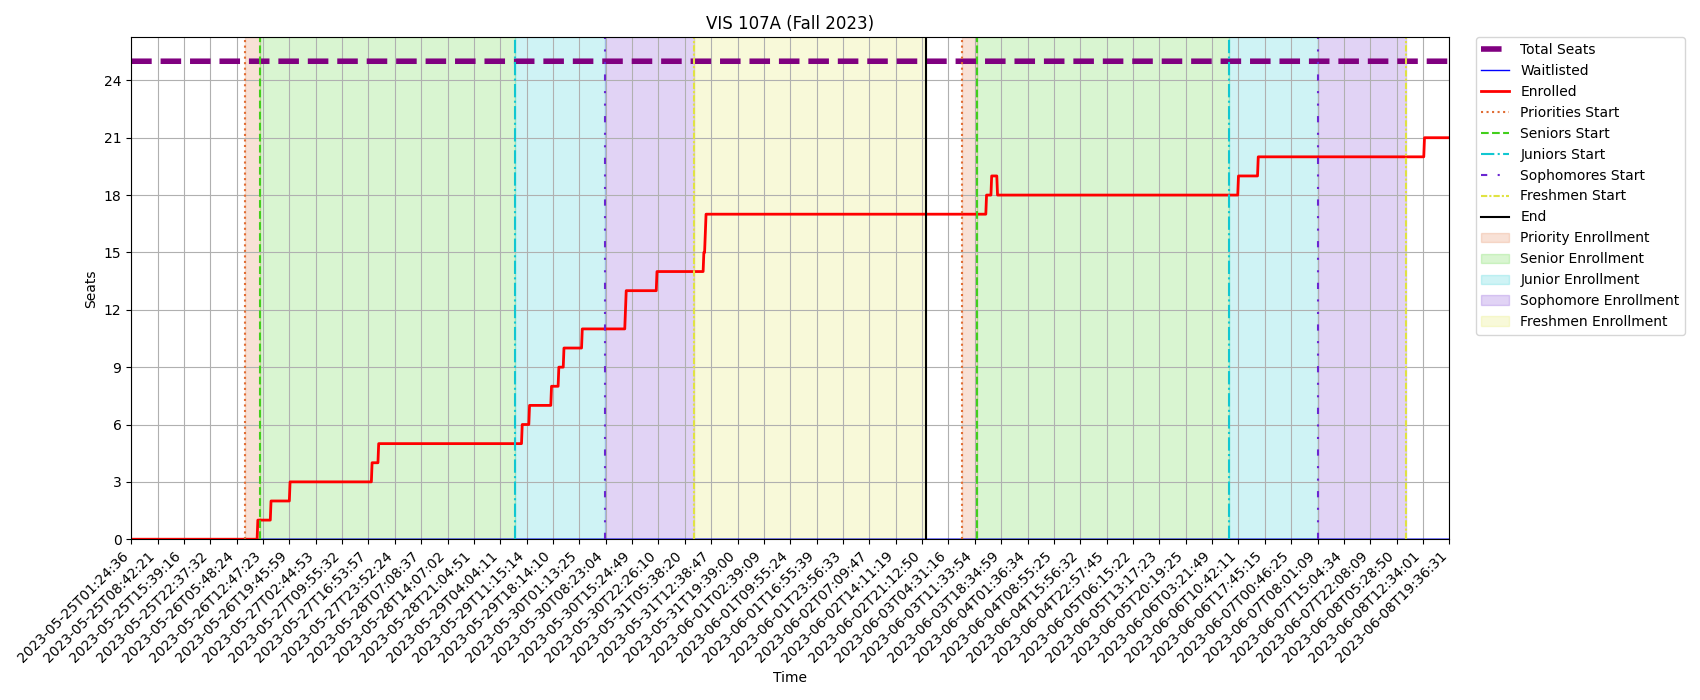 VIS 107A (Fall 2023)
24
21
18
15
12
9
6
3
0
Seats
2023-05-25T01:24:36
2023-05-25T08:42:21
2023-05-25T15:39:16
2023-05-25T22:37:32
2023-05-26T05:48:24
2023-05-26T12:47:23
2023-05-26T19:45:59
2023-05-27T02:44:53
2023-05-27T09:55:32
2023-05-27T16:53:57
2023-05-27T23:52:24
2023-05-28T07:08:37
2023-05-28T14:07:02
2023-05-28T21:04:51
2023-05-29T04:04:11
2023-05-29T11:15:14
2023-05-29T18:14:10
2023-05-30T01:13:25
2023-05-30T08:23:04
2023-05-30T15:24:49
2023-05-30T22:26:10
2023-05-31T05:38:20
2023-05-31T12:38:47
2023-05-31T19:39:00
2023-06-01T02:39:09
2023-06-01T09:55:24
2023-06-01T16:55:39
2023-06-01T23:56:33
2023-06-02T07:09:47
2023-06-02T14:11:19
2023-06-02T21:12:50
2023-06-03T04:31:16
2023-06-03T11:33:54
2023-06-03T18:34:59
2023-06-04T01:36:34
2023-06-04T08:55:25
2023-06-04T15:56:32
2023-06-04T22:57:45
2023-06-05T06:15:22
2023-06-05T13:17:23
2023-06-05T20:19:25
2023-06-06T03:21:49
2023-06-06T10:42:11
2023-06-06T17:45:15
2023-06-07T00:46:25
2023-06-07T08:01:09
2023-06-07T15:04:34
2023-06-07T22:08:09
2023-06-08T05:28:50
2023-06-08T12:34:01
2023-06-08T19:36:31
Time
Total Seats
Waitlisted
Enrolled
Priorities Start
Seniors Start
Juniors Start
Sophomores Start
Freshmen Start
End
Priority Enrollment
Senior Enrollment
Junior Enrollment
Sophomore Enrollment
Freshmen Enrollment